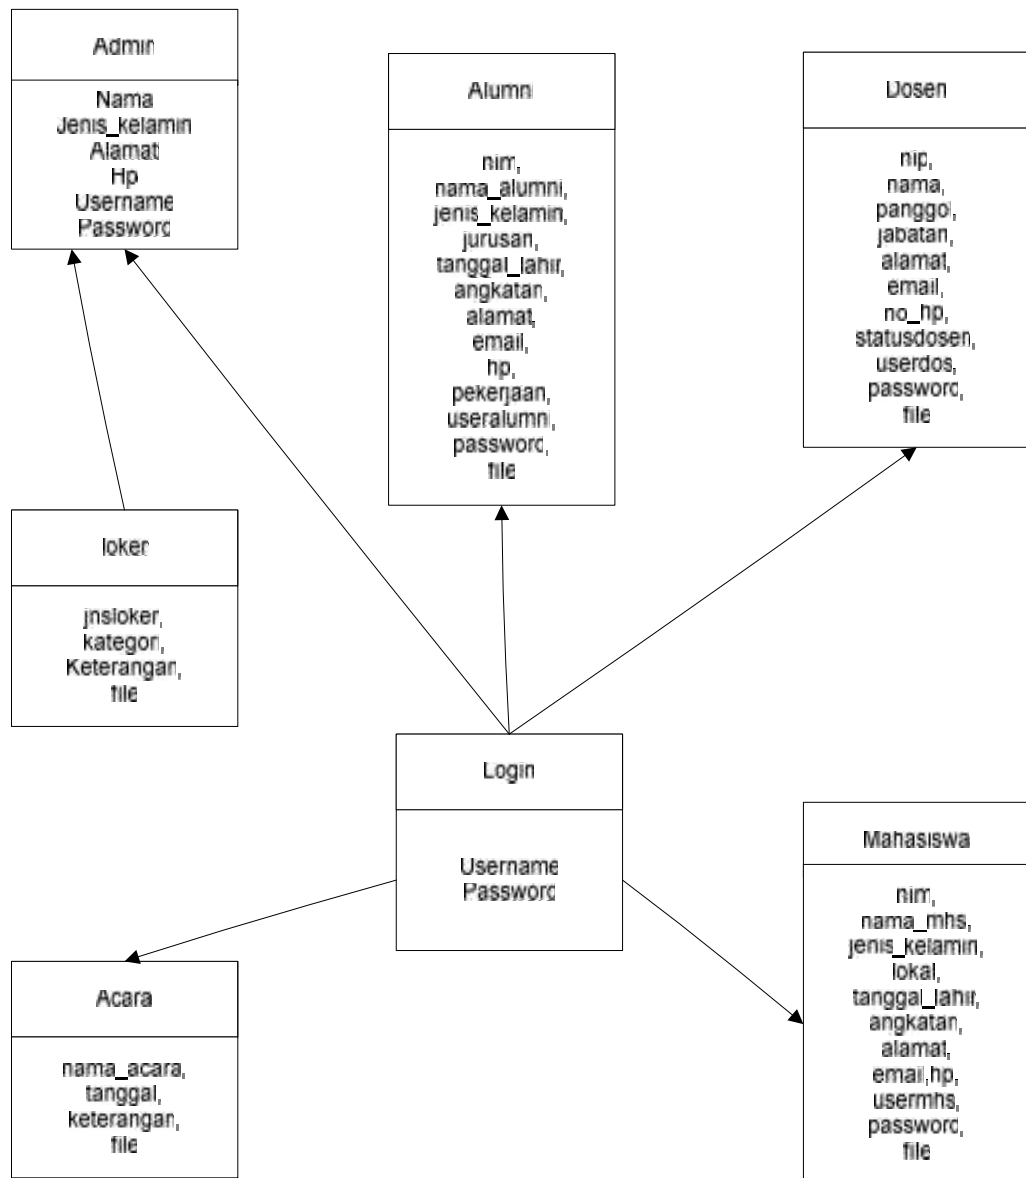 Admin
Nama
Jenis_kelamin
Alamat
Hp
Username
Password
Alumni
nim,
nama_alumni,
jenis_kelamin,
jurusan,
tanggal_lahir,
angkatan,
alamat,
email,
hp,
pekerjaan,
useralumni,
password,
file
Dosen
nip,
nama,
panggol,
jabatan,
alamat,
email,
no_hp,
statusdosen,
userdos,
password,
file
loker
jnsloker,
kategori,
Keterangan,
file
Login
Username
Password
Acara
nama_acara,
tanggal,
keterangan,
file
Mahasiswa
nim,
nama_mhs,
jenis_kelamin,
lokal,
tanggal_lahir,
angkatan,
alamat,
email,hp,
usermhs,
password,
file